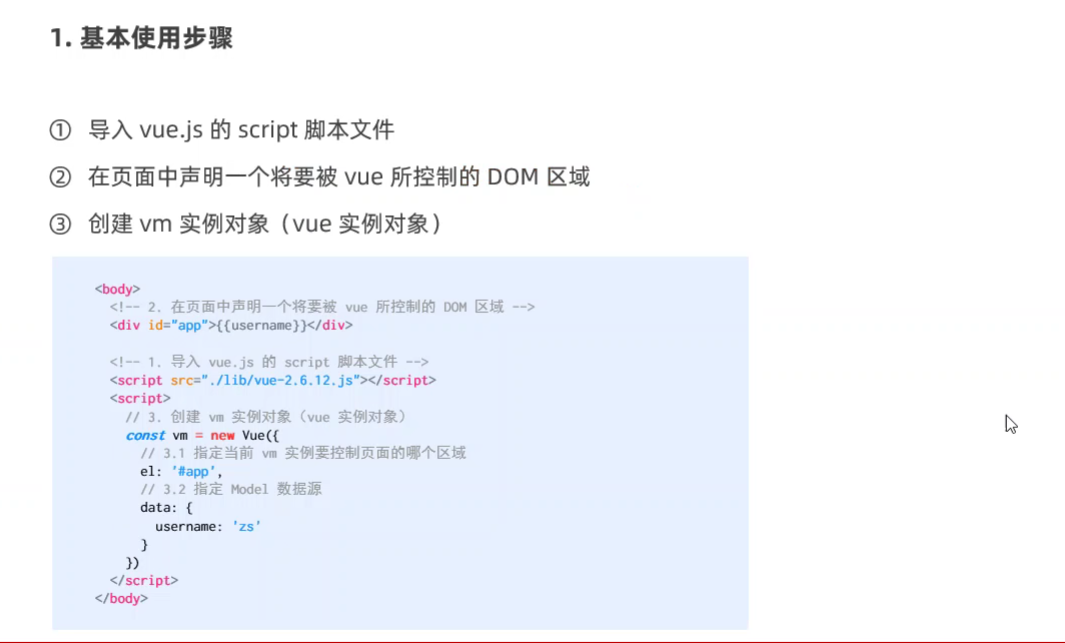 1. 基本使用步骤
① 导入 vue.js 的 script 脚本文件
② 在页面中声明一个将要被 vue 所控制的 DOM 区域
③ 创建 vm 实例对象（vue 实例对象）
<body>
<!-- 2. 在页面中声明一个将要被 vue 所控制的 DOM 区域 -->
<div id="app">{{username}}</div>
<!-- 1. 导入 vue.js 的 script 脚本文件 -->
<script src="./lib/vue-2.6.12.js"></script>
<script>
// 3. 创建 vm 实例对象（vue 实例对象）
const vm = new Vue({
// 3.1 指定当前 vm 实例要控制页面的哪个区域
el: '#app',
// 3.2 指定 Model 数据源
data: {
username: 'zs'
}
})
</script>
</body>